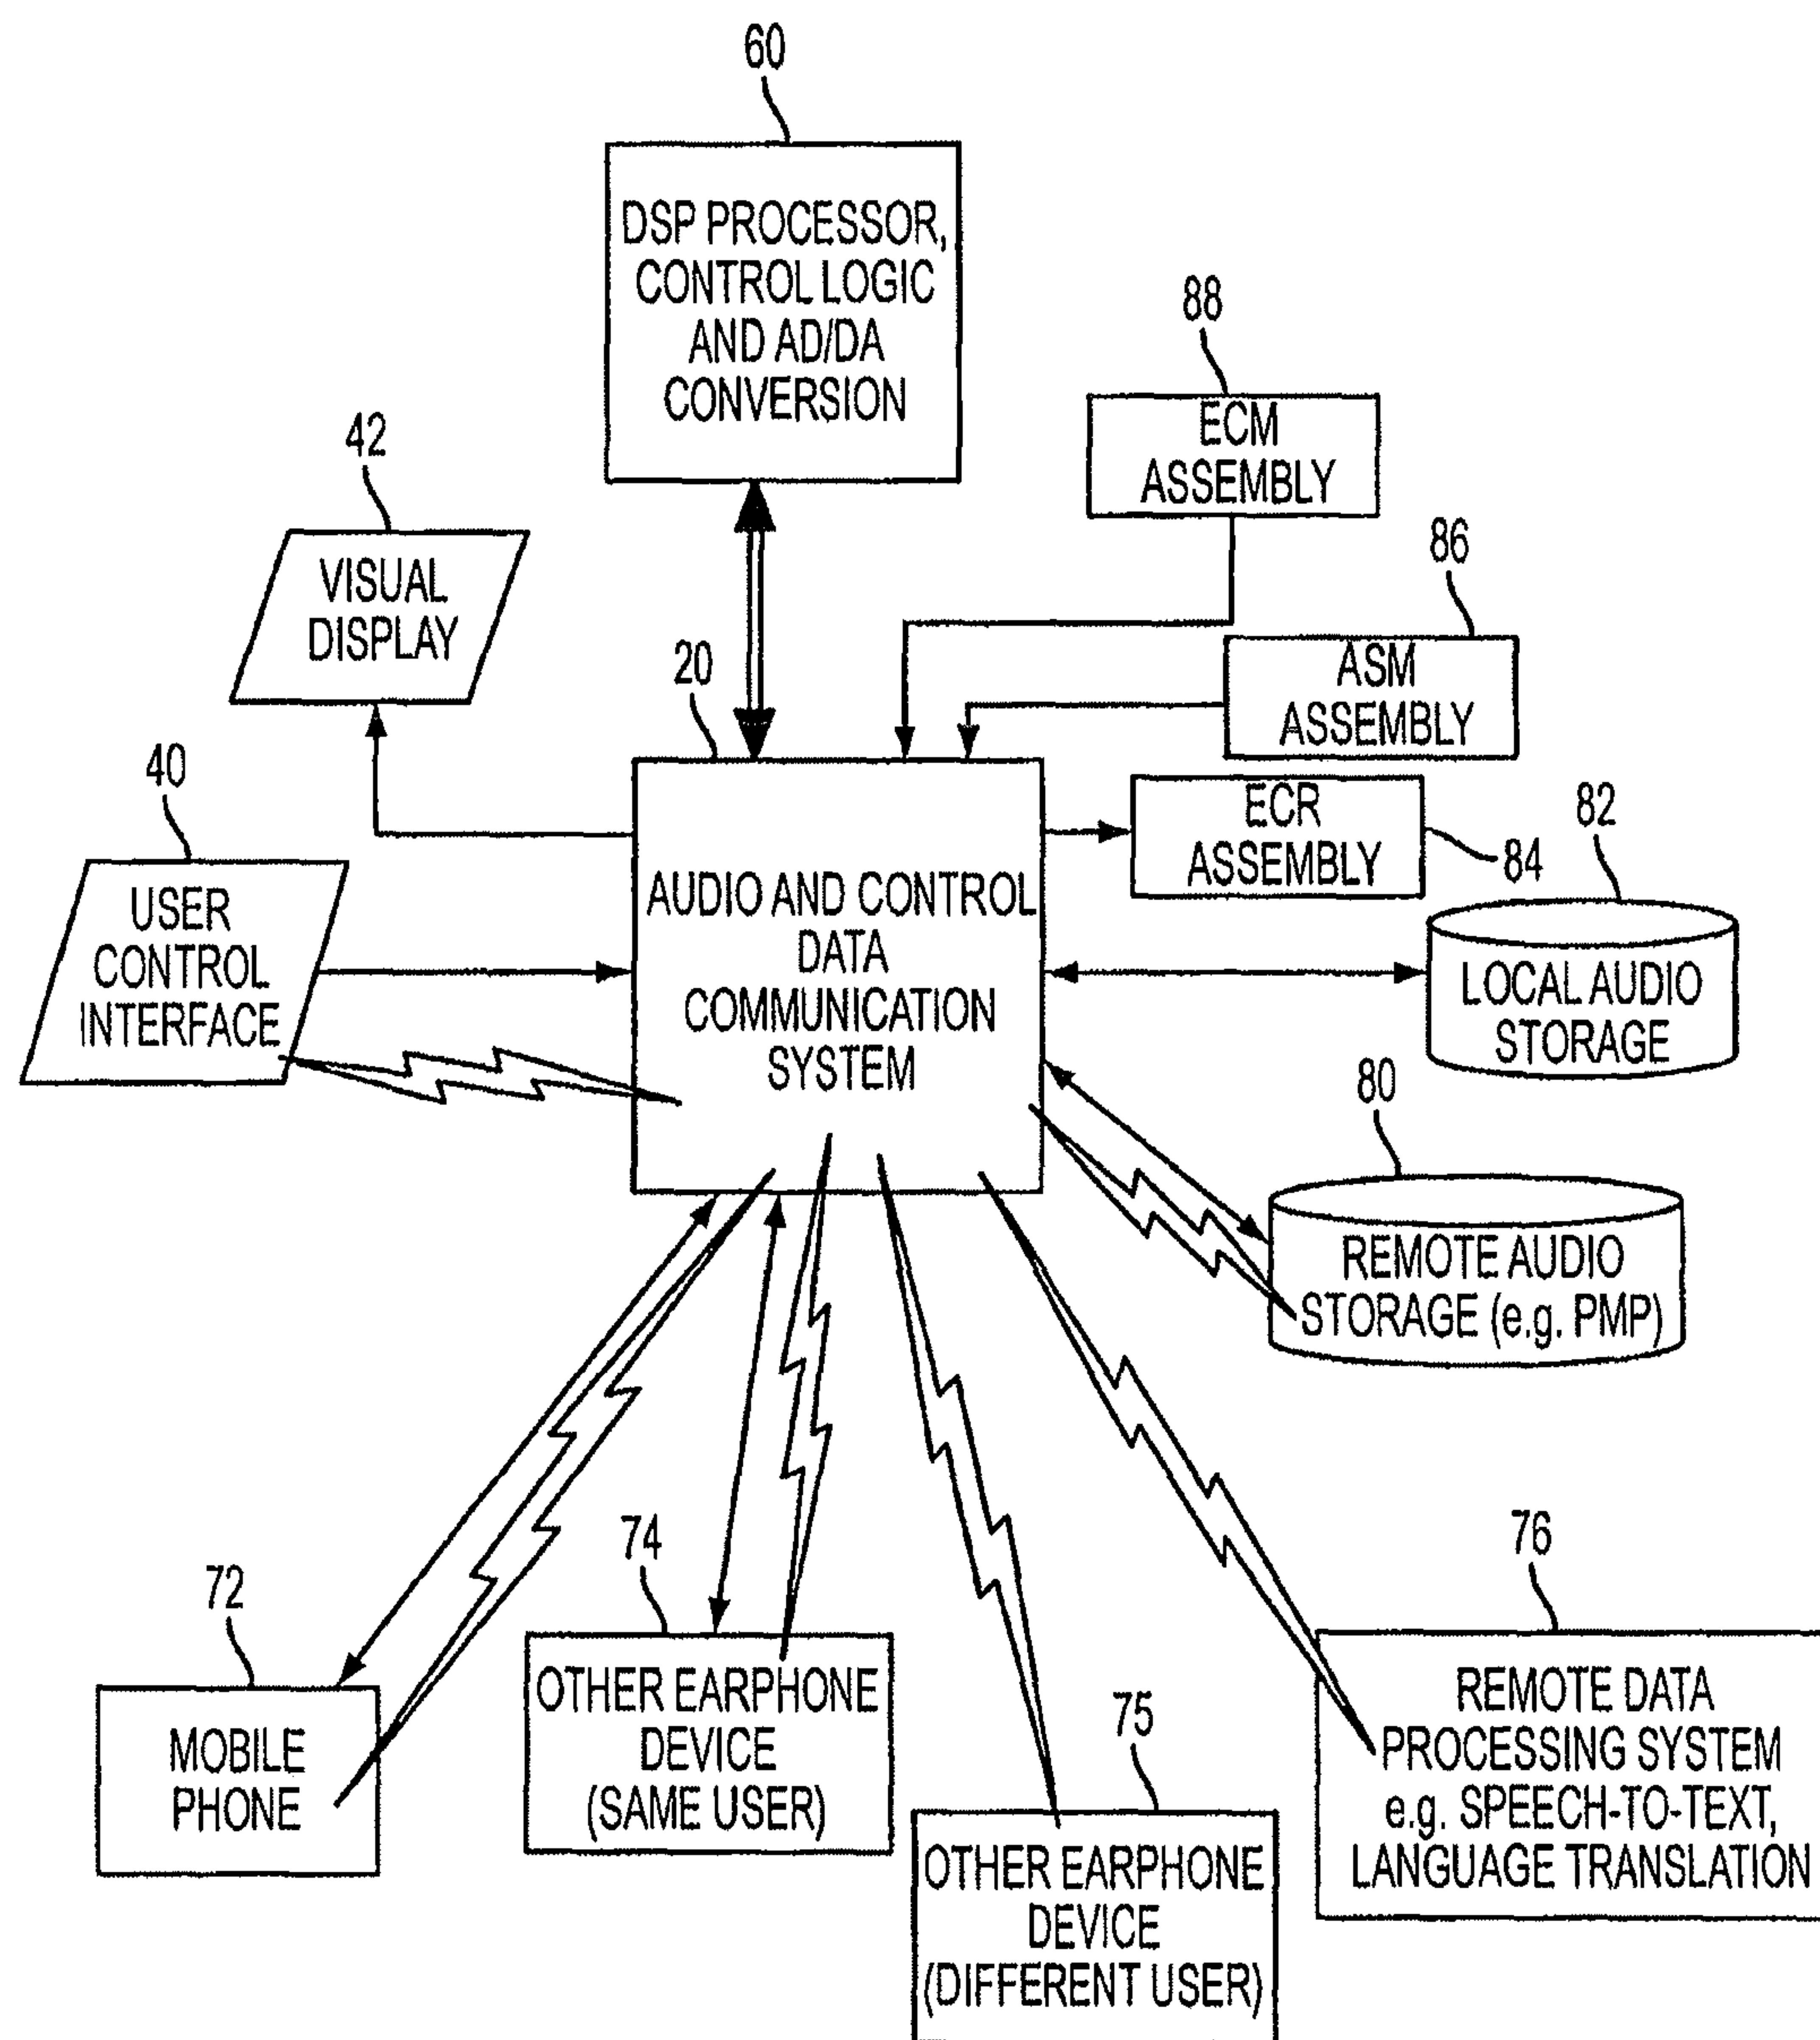 60
DSP PROCESSOR,
CONTROL LOGIC
AND AD/DA
CONVERSION
88
ECM
ASSEMBLY
42
VISUAL
DISPLAY
86
ASM
ASSEMBLY
20
40
USER
CONTROL
INTERFACE
ECR
ASSEMBLY
84
82
LOCAL AUDIO
STORAGE
AUDIO AND CONTROL
DATA
COMMUNICATION
SYSTEM
80
REMOTE AUDIO
STORAGE (e.g. PMP)
72
MOBILE
PHONE
74
OTHER EARPHONE
DEVICE
(SAME USER)
75
OTHER EARPHONE
DEVICE
(DIFFERENT USER)
76
REMOTE DATA
PROCESSING SYSTEM
e.g. SPEECH-TO-TEXT,
LANGUAGE TRANSLATION